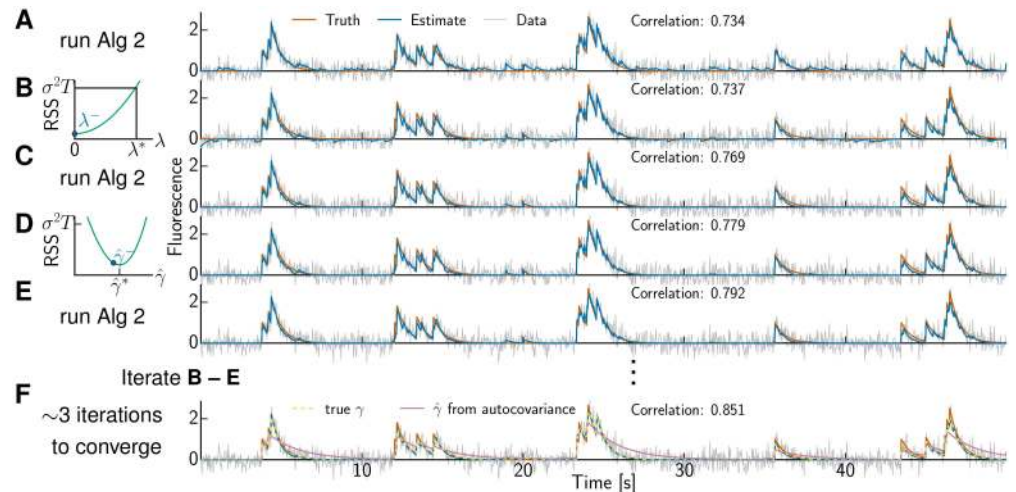 A
run Alg 2
2
0
Truth
Estimate
Data
Correlation: 0.734
B
RSS
σ²T
λ⁻
0
λ*
λ
2
0
Correlation: 0.737
C
run Alg 2
2
0
Correlation: 0.769
Fluorescence
D
RSS
σ²T
γ̂⁻
γ̂*
γ̂
2
0
Correlation: 0.779
E
run Alg 2
2
0
Correlation: 0.792
Iterate B – E
F
∼3 iterations
to converge
2
0
true γ
γ̂ from autocovariance
Correlation: 0.851
10
20
30
40
Time [s]